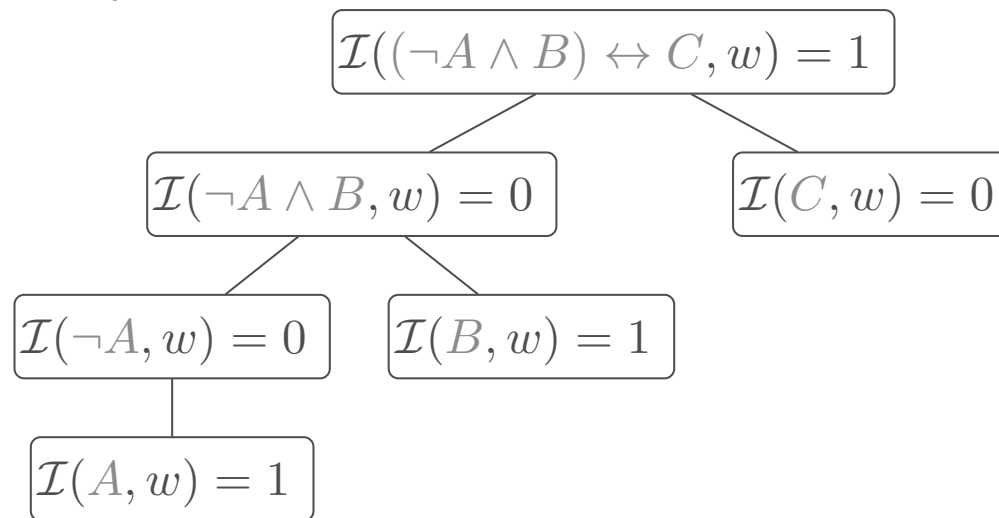 ℐ((¬A ∧ B) ↔ C, w) = 1
ℐ(¬A ∧ B, w) = 0
ℐ(C, w) = 0
ℐ(¬A, w) = 0
ℐ(B, w) = 1
ℐ(A, w) = 1